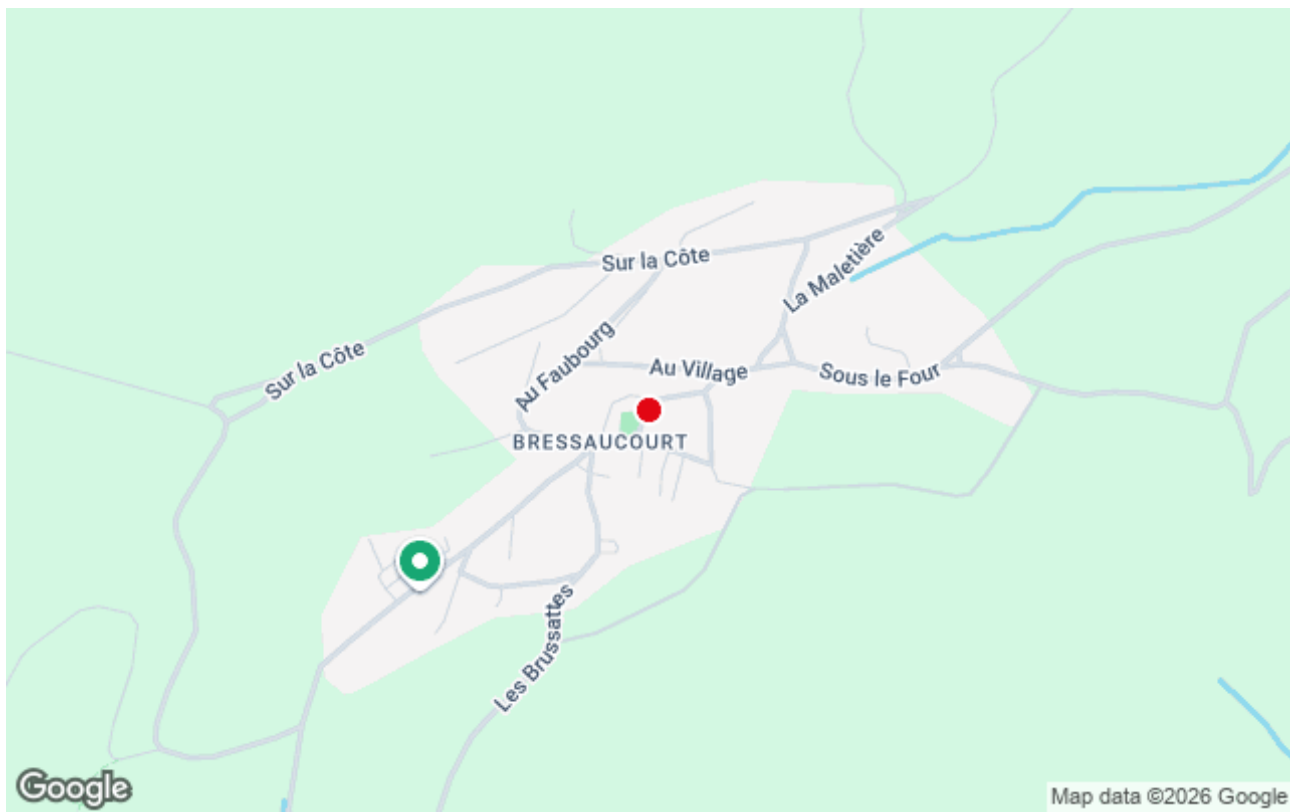 Sur la Côte
La Maletière
Sur la Côte
Au Faubourg
Au Village
Sous le Four
BRESSAUCOURT
Les Brussattes
Google
Map data ©2026 Google